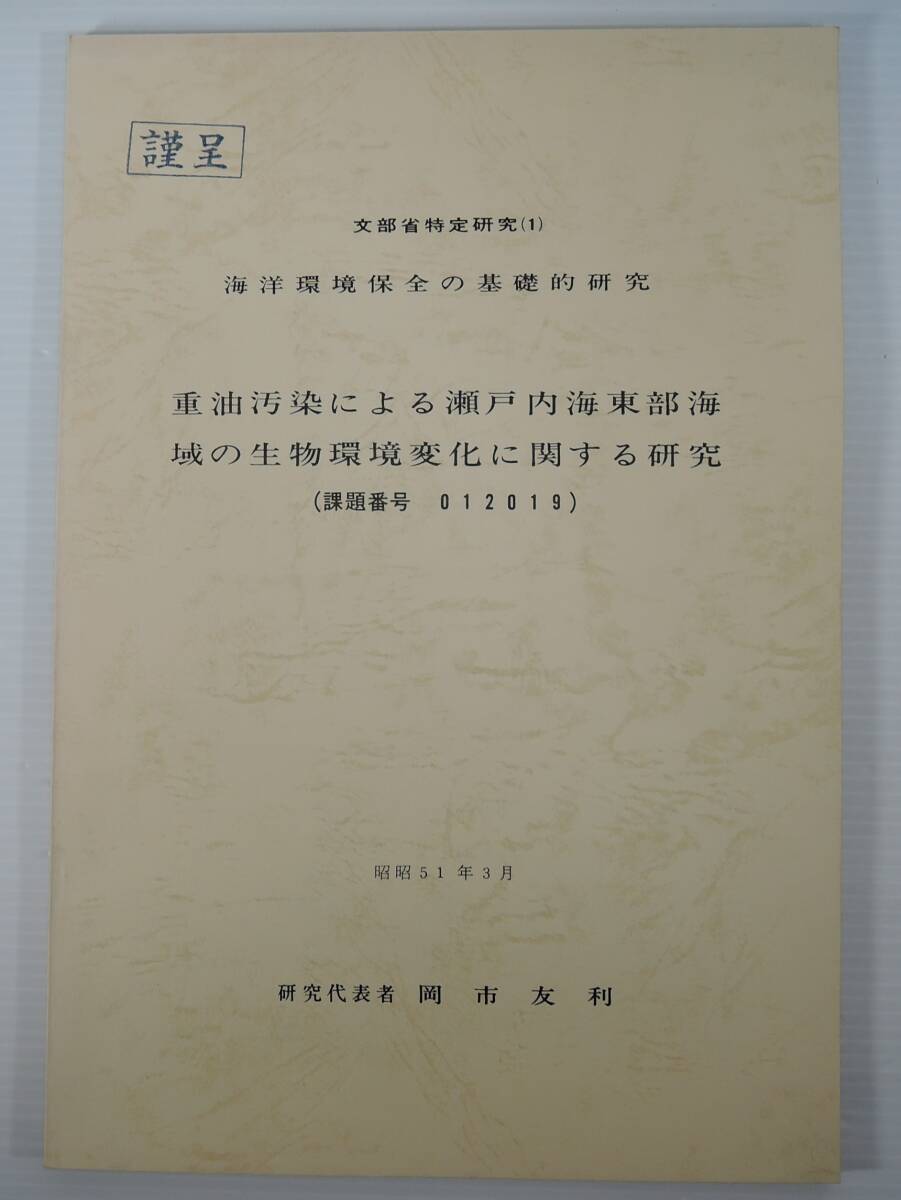 謹呈
文部省特定研究(1)
海洋環境保全の基礎的研究
重油汚染による瀬戸内海東部海
域の生物環境変化に関する研究
(課題番号 012019)
昭昭51年3月
研究代表者 岡市友利